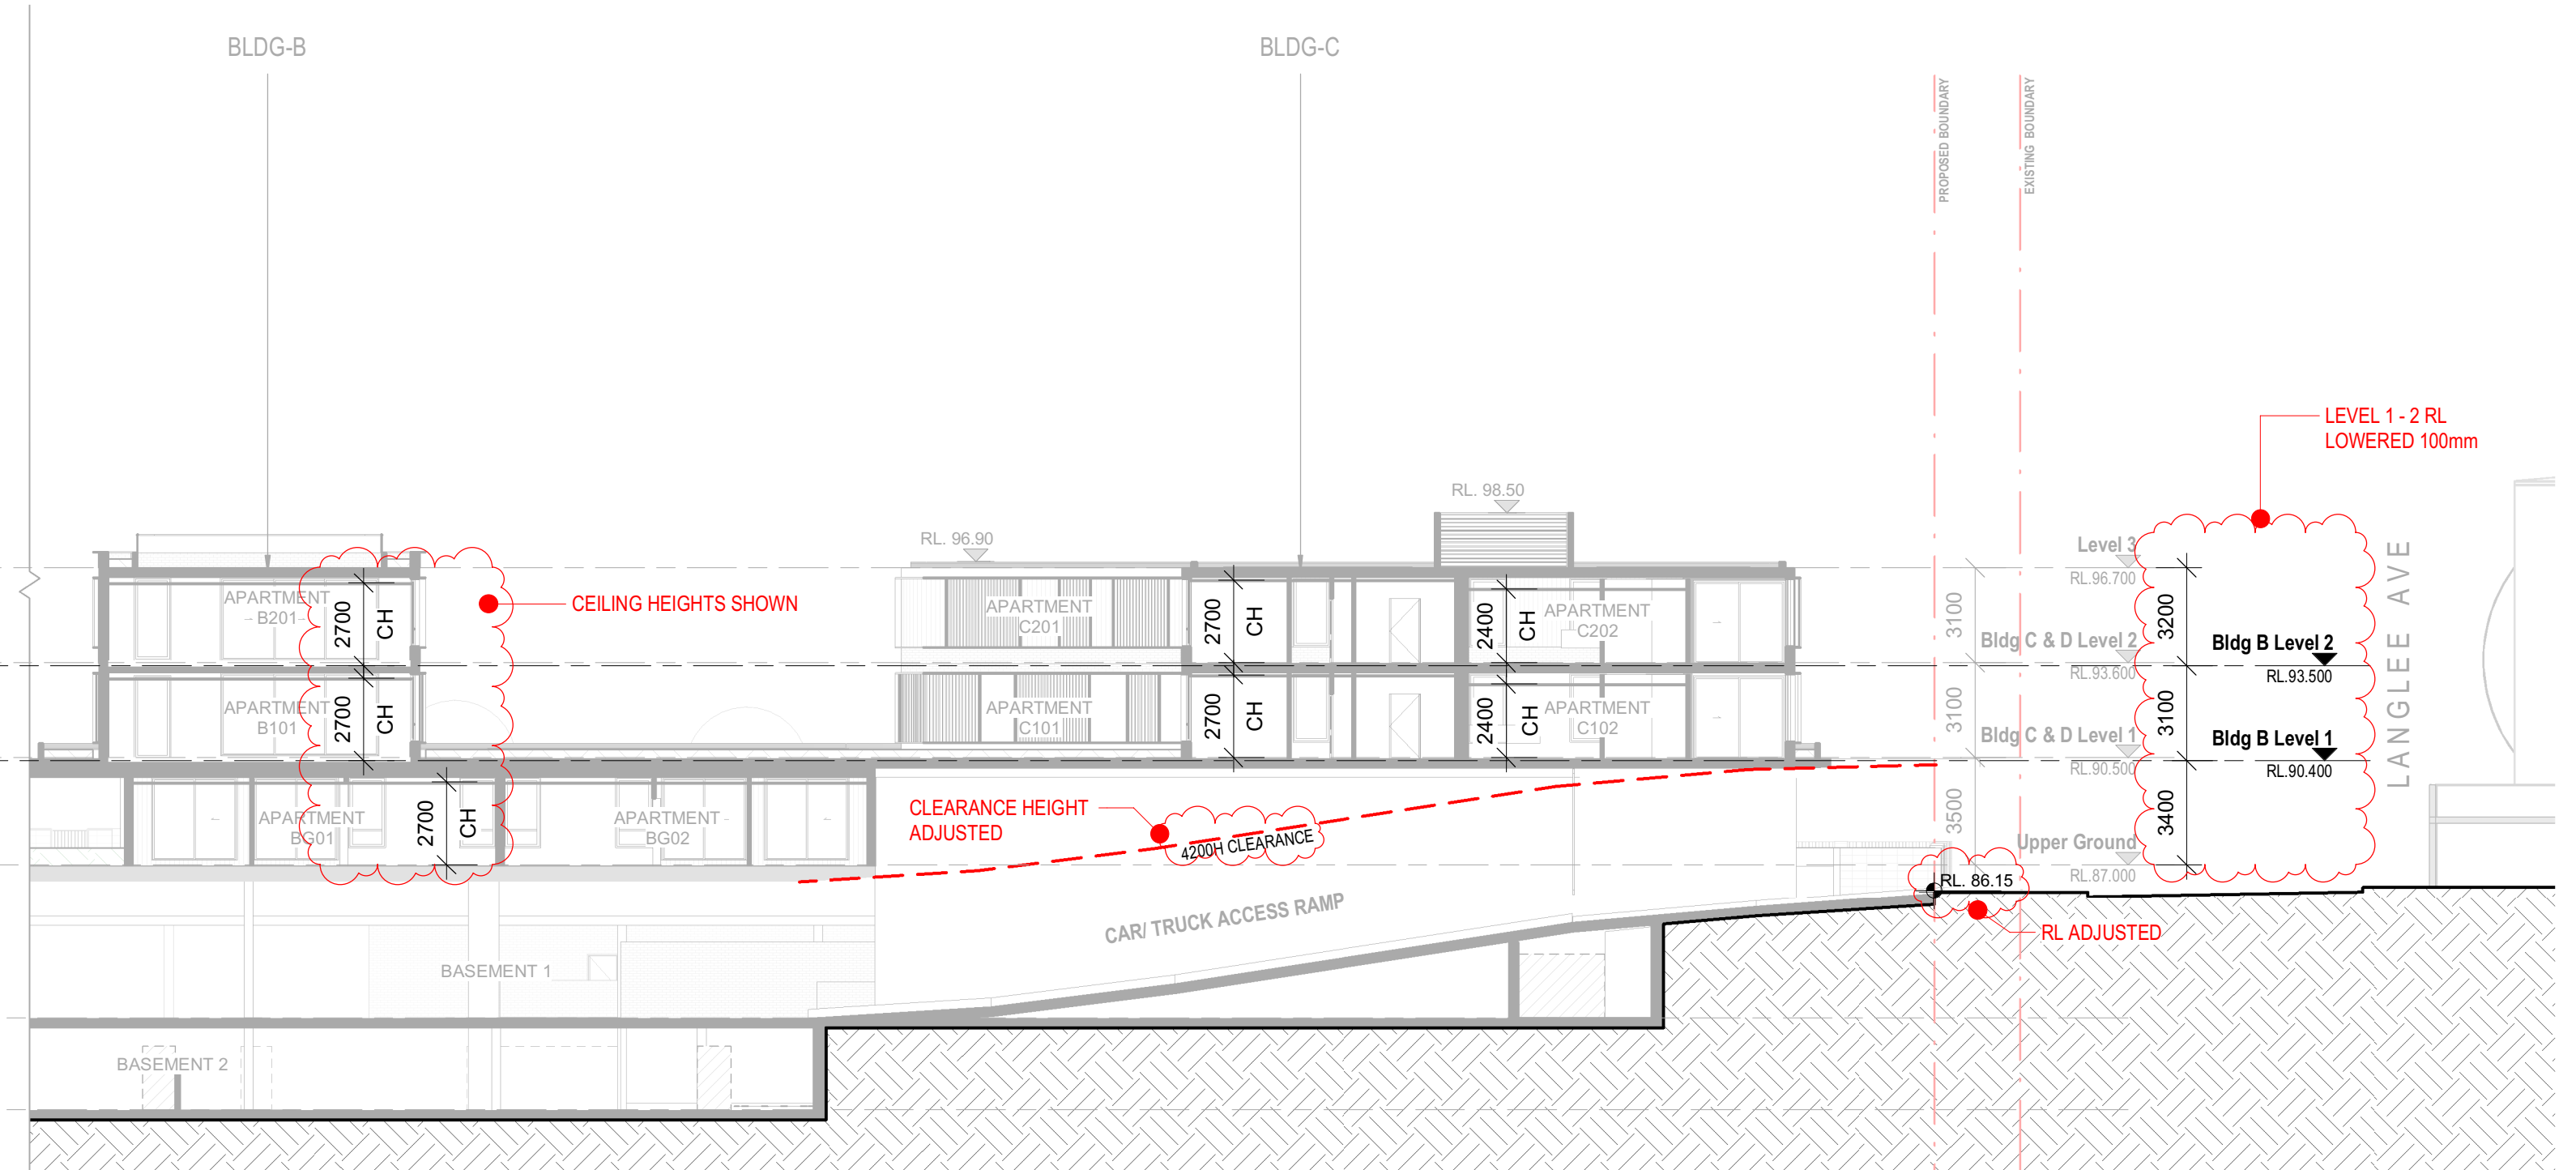 BLDG-B
BLDG-C
PROPOSED BOUNDARY
EXISTING BOUNDARY
LEVEL 1 - 2 RL
LOWERED 100mm
RL. 98.50
RL. 96.90
Level 3
RL.96.700
LANGLEE AVE
APARTMENT
B201
2700
CH
CEILING HEIGHTS SHOWN
APARTMENT
C201
2700
CH
2400
CH
APARTMENT
C202
3100
3200
Bldg C & D Level 2
RL.93.600
Bldg B Level 2
RL.93.500
APARTMENT
B101
2700
CH
APARTMENT
C101
2700
CH
2400
CH
APARTMENT
C102
3100
3100
Bldg C & D Level 1
RL.90.500
Bldg B Level 1
RL.90.400
APARTMENT
BG01
2700
CH
APARTMENT
BG02
CLEARANCE HEIGHT
ADJUSTED
4200H CLEARANCE
3500
3400
Upper Ground
RL.87.000
RL. 86.15
RL ADJUSTED
CAR/ TRUCK ACCESS RAMP
BASEMENT 1
BASEMENT 2